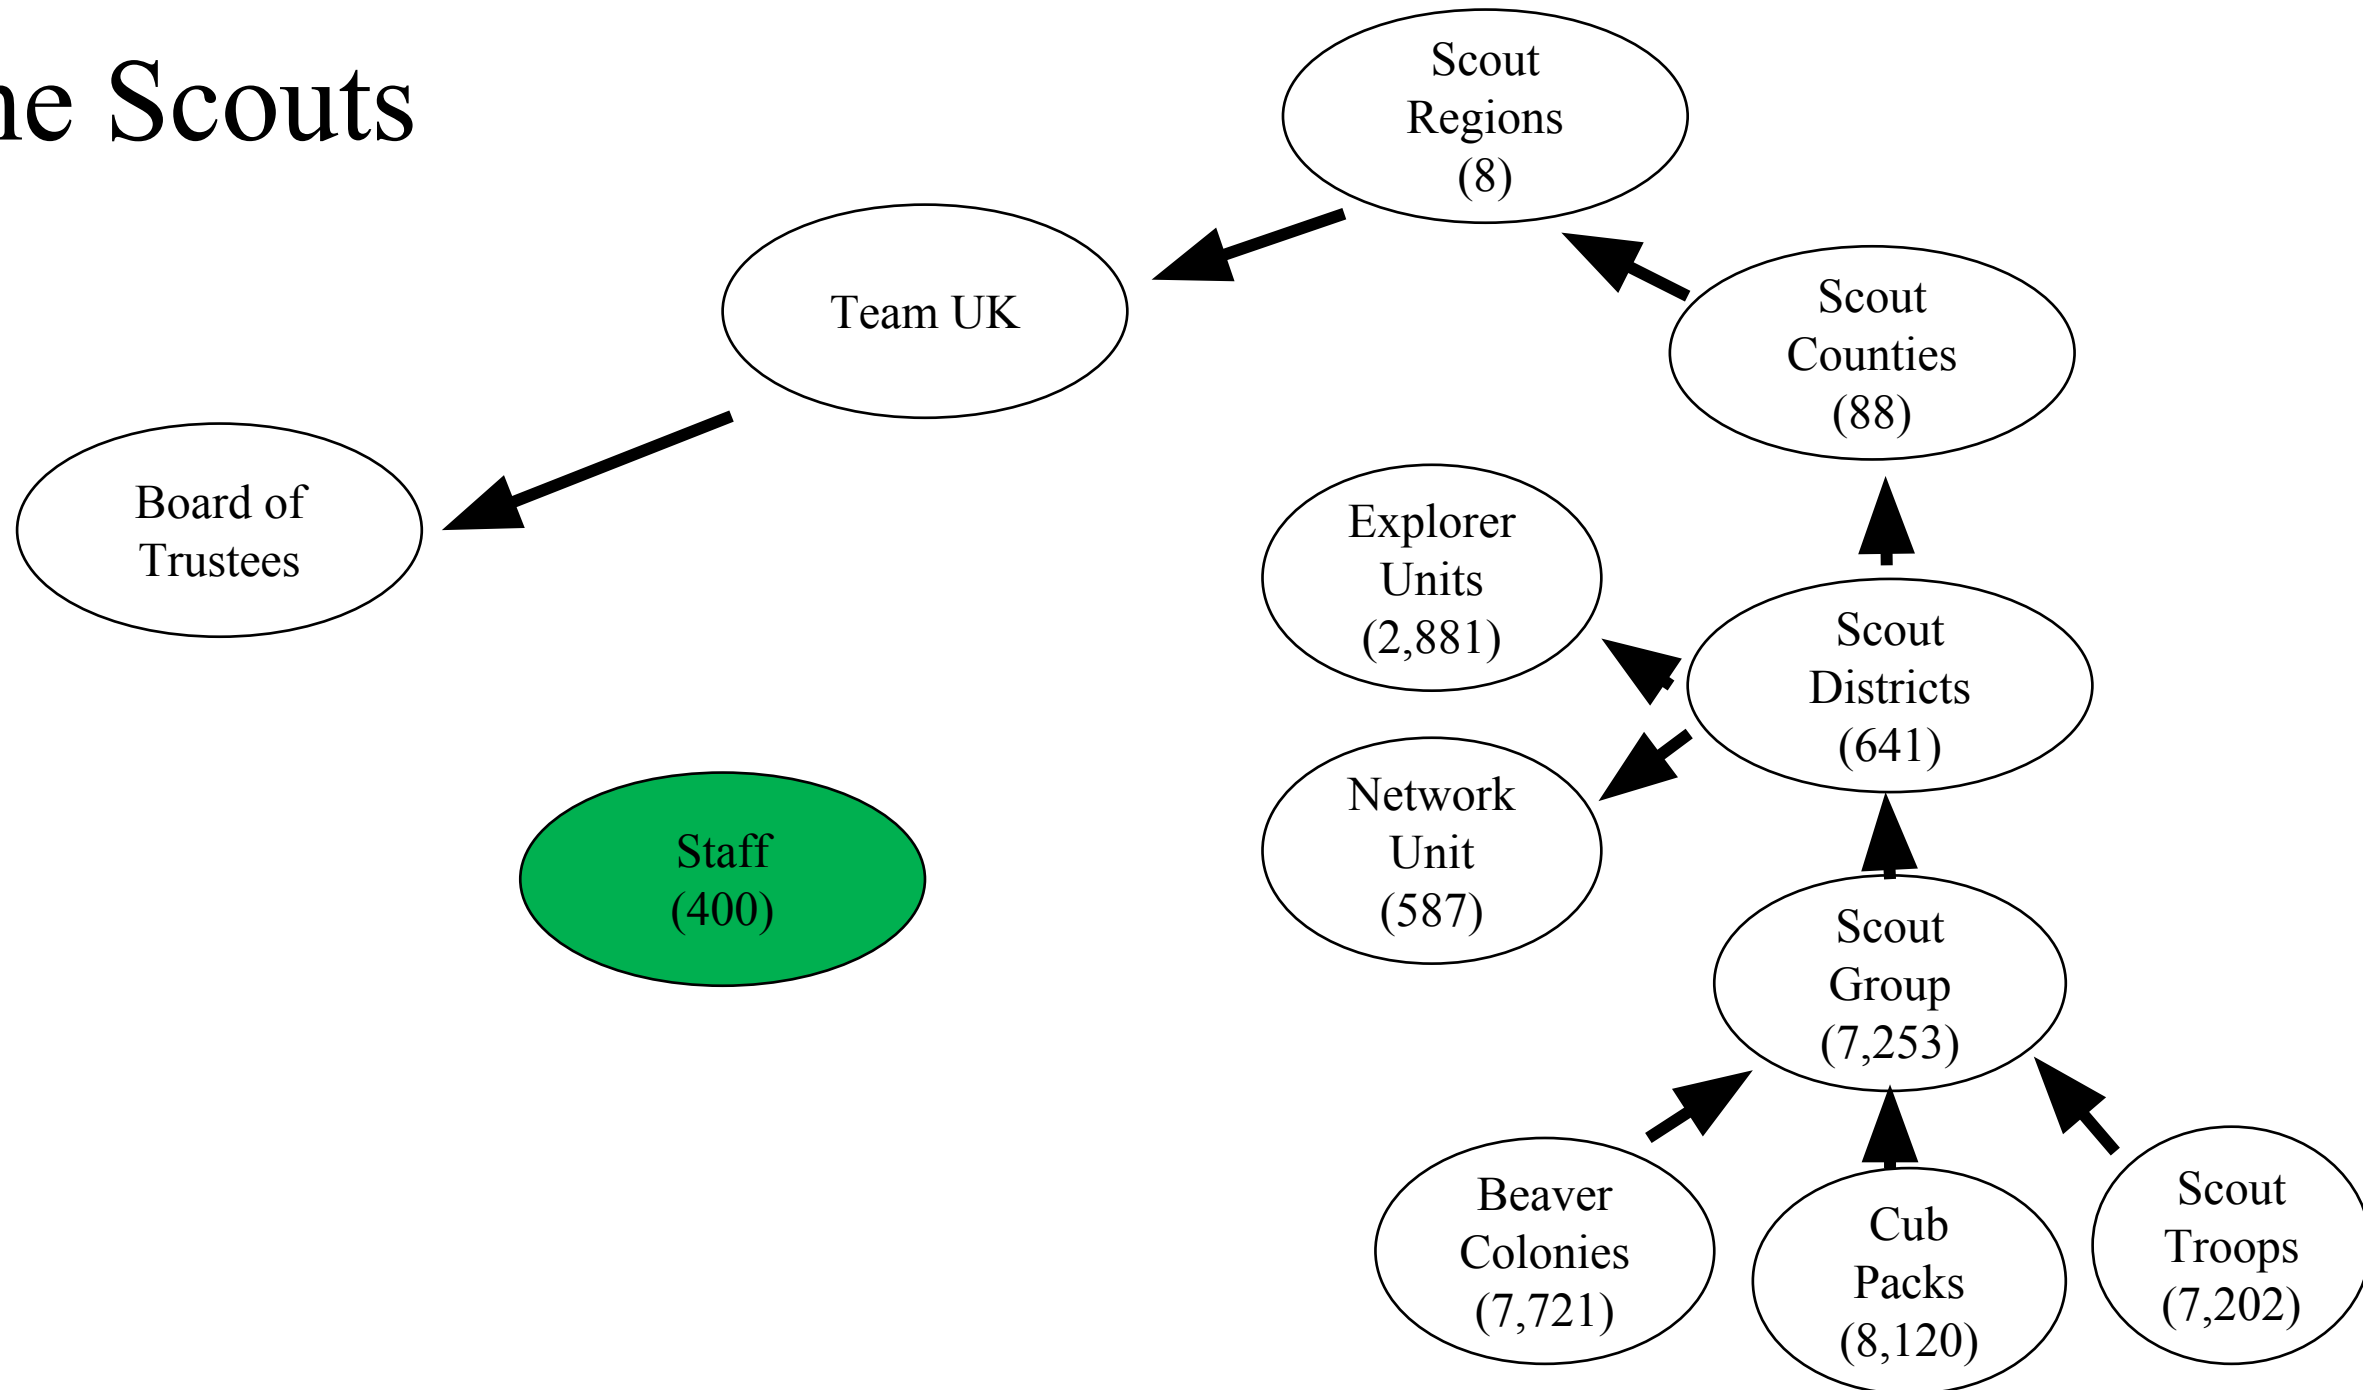 ne Scouts
Scout
Regions
(8)
Team UK
Scout
Counties
(88)
Board of
Trustees
Explorer
Units
(2,881)
Scout
Districts
(641)
Network
Unit
(587)
Staff
(400)
Scout
Group
(7,253)
Beaver
Colonies
(7,721)
Cub
Packs
(8,120)
Scout
Troops
(7,202)